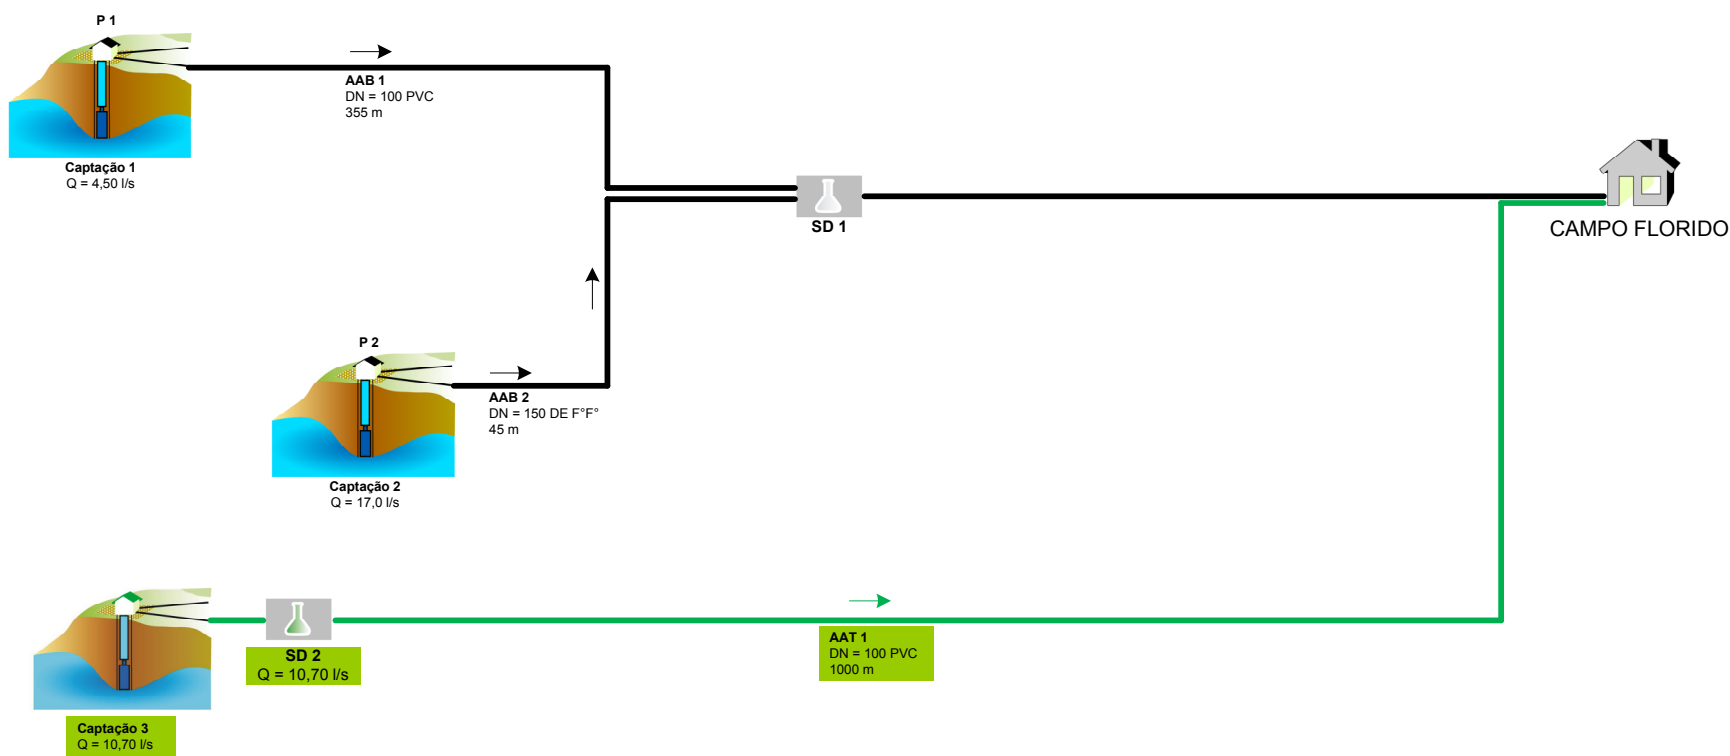 P 1
AAB 1
DN = 100 PVC
355 m
Captação 1
Q = 4,50 l/s
SD 1
CAMPO FLORIDO
P 2
AAB 2
DN = 150 DE F°F°
45 m
Captação 2
Q = 17,0 l/s
SD 2
Q = 10,70 l/s
AAT 1
DN = 100 PVC
1000 m
Captação 3
Q = 10,70 l/s